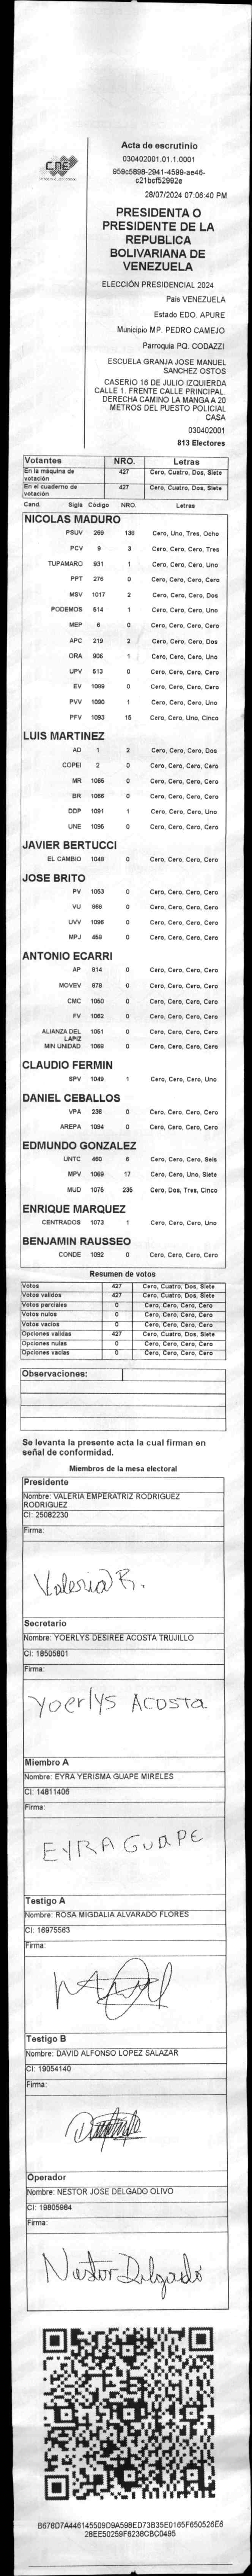 CNE
Acta de escrutinio
030402001.01.1.0001
959c5898-2941-4599-ae46-
c21bcf52992e
28/07/2024 07:06:40 PM
PRESIDENTA O
PRESIDENTE DE LA
REPUBLICA
BOLIVARIANA DE
VENEZUELA
ELECCIÓN PRESIDENCIAL 2024
País VENEZUELA
Estado EDO. APURE
Municipio MP. PEDRO CAMEJO
Parroquia PQ. CODAZZI
ESCUELA GRANJA JOSE MANUEL
SANCHEZ OSTOS
CASERIO 16 DE JULIO IZQUIERDA
CALLE 1. FRENTE CALLE PRINCIPAL.
DERECHA CAMINO LA MANGA A 20
METROS DEL PUESTO POLICIAL
CASA
030402001
813 Electores
Votantes NRO. Letras
En la máquina de votación 427 Cero, Cuatro, Dos, Siete
En el cuaderno de votación 427 Cero, Cuatro, Dos, Siete
Cand. Sigla Código NRO. Letras
NICOLAS MADURO
PSUV 269 138 Cero, Uno, Tres, Ocho
PCV 9 3 Cero, Cero, Cero, Tres
TUPAMARO 931 1 Cero, Cero, Cero, Uno
PPT 276 0 Cero, Cero, Cero, Cero
MSV 1017 2 Cero, Cero, Cero, Dos
PODEMOS 514 1 Cero, Cero, Cero, Uno
MEP 6 0 Cero, Cero, Cero, Cero
APC 219 2 Cero, Cero, Cero, Dos
ORA 906 1 Cero, Cero, Cero, Uno
UPV 613 0 Cero, Cero, Cero, Cero
EV 1089 0 Cero, Cero, Cero, Cero
PVV 1090 1 Cero, Cero, Cero, Uno
PFV 1093 15 Cero, Cero, Uno, Cinco
LUIS MARTINEZ
AD 1 2 Cero, Cero, Cero, Dos
COPEI 2 0 Cero, Cero, Cero, Cero
MR 1065 0 Cero, Cero, Cero, Cero
BR 1066 0 Cero, Cero, Cero, Cero
DDP 1091 1 Cero, Cero, Cero, Uno
UNE 1095 0 Cero, Cero, Cero, Cero
JAVIER BERTUCCI
EL CAMBIO 1048 0 Cero, Cero, Cero, Cero
JOSE BRITO
PV 1053 0 Cero, Cero, Cero, Cero
VU 968 0 Cero, Cero, Cero, Cero
UVV 1096 0 Cero, Cero, Cero, Cero
MPJ 459 0 Cero, Cero, Cero, Cero
ANTONIO ECARRI
AP 814 0 Cero, Cero, Cero, Cero
MOVEV 879 0 Cero, Cero, Cero, Cero
CMC 1050 0 Cero, Cero, Cero, Cero
FV 1062 0 Cero, Cero, Cero, Cero
ALIANZA DEL LAPIZ 1051 0 Cero, Cero, Cero, Cero
MIN UNIDAD 1068 0 Cero, Cero, Cero, Cero
CLAUDIO FERMIN
SPV 1049 1 Cero, Cero, Cero, Uno
DANIEL CEBALLOS
VPA 236 0 Cero, Cero, Cero, Cero
AREPA 1094 0 Cero, Cero, Cero, Cero
EDMUNDO GONZALEZ
UNTC 460 6 Cero, Cero, Cero, Seis
MPV 1069 17 Cero, Cero, Uno, Siete
MUD 1075 235 Cero, Dos, Tres, Cinco
ENRIQUE MARQUEZ
CENTRADOS 1073 1 Cero, Cero, Cero, Uno
BENJAMIN RAUSSEO
CONDE 1092 0 Cero, Cero, Cero, Cero
Resumen de votos
Votos 427 Cero, Cuatro, Dos, Siete
Votos validos 427 Cero, Cuatro, Dos, Siete
Votos parciales 0 Cero, Cero, Cero, Cero
Votos nulos 0 Cero, Cero, Cero, Cero
Votos vacios 0 Cero, Cero, Cero, Cero
Opciones validas 427 Cero, Cuatro, Dos, Siete
Opciones nulas 0 Cero, Cero, Cero, Cero
Opciones vacias 0 Cero, Cero, Cero, Cero
Observaciones:
Se levanta la presente acta la cual firman en
señal de conformidad.
Miembros de la mesa electoral
Presidente
Nombre: VALERIA EMPERATRIZ RODRIGUEZ
RODRIGUEZ
CI: 25082230
Firma:
Valeria R.
Secretario
Nombre: YOERLYS DESIREE ACOSTA TRUJILLO
CI: 18505801
Firma:
Yoerlys Acosta
Miembro A
Nombre: EYRA YERISMA GUAPE MIRELES
CI: 14811406
Firma:
EYRA GUAPE
Testigo A
Nombre: ROSA MIGDALIA ALVARADO FLORES
CI: 16975563
Firma:
Testigo B
Nombre: DAVID ALFONSO LOPEZ SALAZAR
CI: 19054140
Firma:
Operador
Nombre: NESTOR JOSE DELGADO OLIVO
CI: 19805984
Firma:
Nestor Delgado
B678D7A446145509D9A598ED73B35E0165F650526E6
28EE50259F6238CBC0495